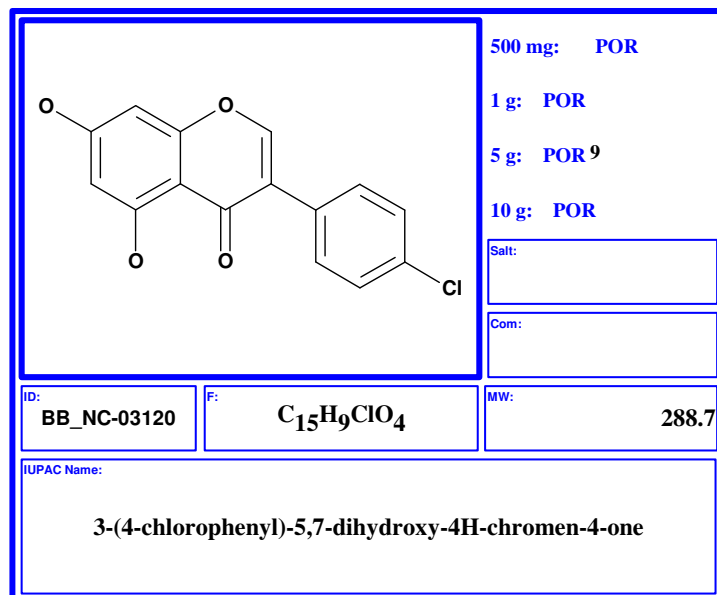 O
O
O
O
Cl
500 mg: POR
1 g: POR
5 g: POR 9
10 g: POR
Salt:
Com:
ID:
BB_NC-03120
F:
C15H9ClO4
MW:
288.7
IUPAC Name:
3-(4-chlorophenyl)-5,7-dihydroxy-4H-chromen-4-one